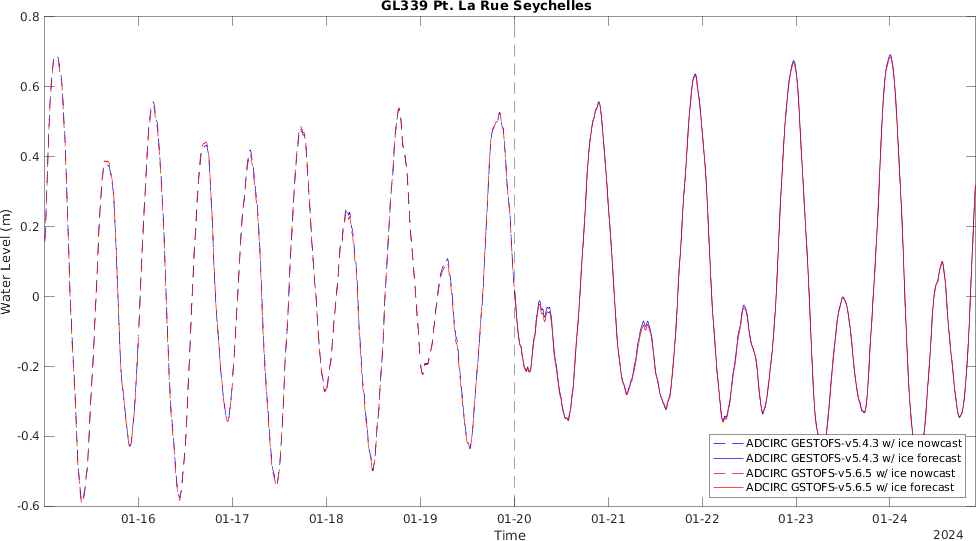 GL339 Pt. La Rue Seychelles
0.8
0.6
0.4
0.2
0
-0.2
-0.4
-0.6
Water Level (m)
ADCIRC GESTOFS-v5.4.3 w/ ice nowcast
ADCIRC GESTOFS-v5.4.3 w/ ice forecast
ADCIRC GSTOFS-v5.6.5 w/ ice nowcast
ADCIRC GSTOFS-v5.6.5 w/ ice forecast
01-16 01-17 01-18 01-19 01-20 01-21 01-22 01-23 01-24
Time
2024